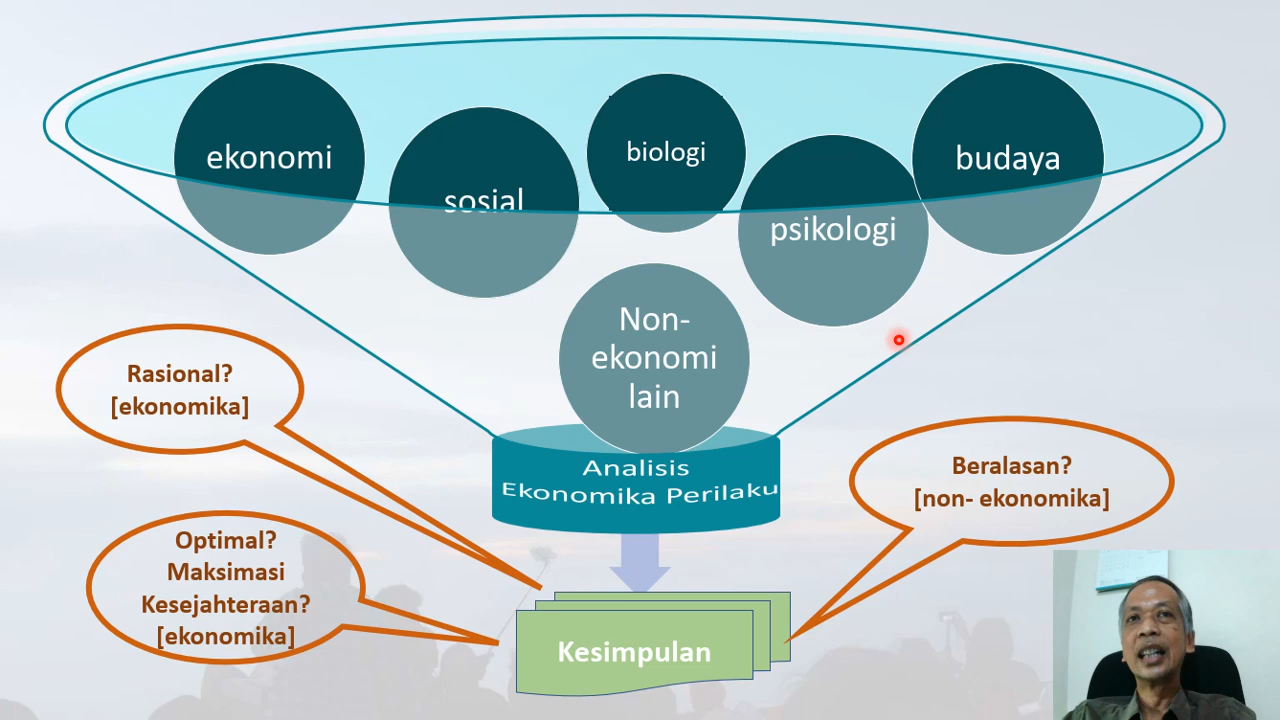 ekonomi
sosial
biologi
psikologi
budaya
Non-
ekonomi
lain
Analisis
Ekonomika Perilaku
Rasional?
[ekonomika]
Optimal?
Maksimasi
Kesejahteraan?
[ekonomika]
Beralasan?
[non- ekonomika]
Kesimpulan